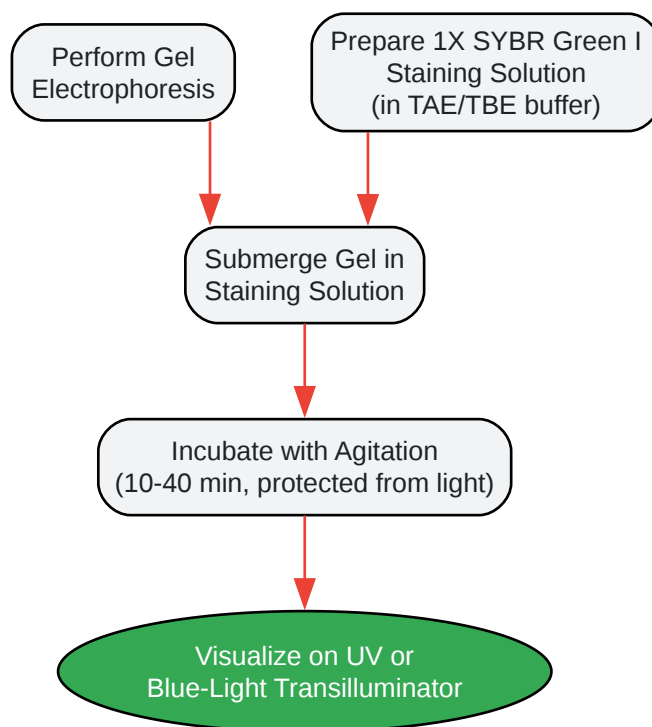 Perform Gel
Electrophoresis
Prepare 1X SYBR Green I
Staining Solution
(in TAE/TBE buffer)
Submerge Gel in
Staining Solution
Incubate with Agitation
(10-40 min, protected from light)
Visualize on UV or
Blue-Light Transilluminator